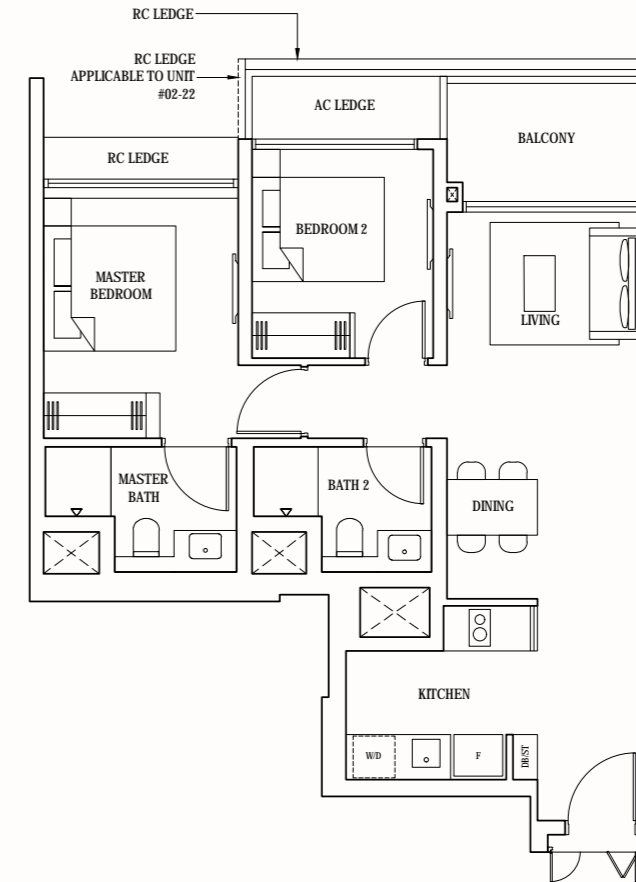 RC LEDGE
RC LEDGE
APPLICABLE TO UNIT
#02-22
AC LEDGE
BALCONY
RC LEDGE
BEDROOM 2
MASTER
BEDROOM
LIVING
MASTER
BATH
BATH 2
DINING
KITCHEN
W/D
F
DB/ST